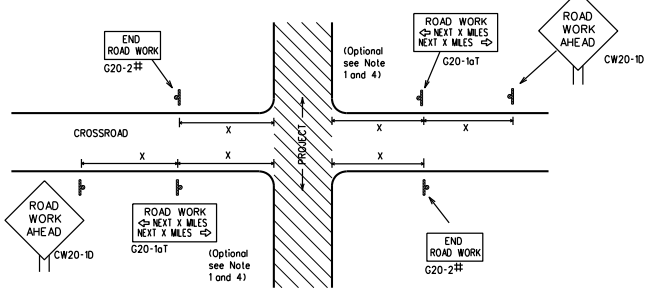 END
ROAD WORK
G20-2#
(Optional
see Note
1 and 4)
ROAD WORK
⇦ NEXT X MILES
NEXT X MILES ⇨
G20-1aT
ROAD
WORK
AHEAD
CW20-1D
X
X
X
CROSSROAD
PROJECT
X
X
X
ROAD
WORK
AHEAD
CW20-1D
ROAD WORK
⇦ NEXT X MILES
NEXT X MILES ⇨
G20-1aT
(Optional
see Note
1 and 4)
END
ROAD WORK
G20-2#